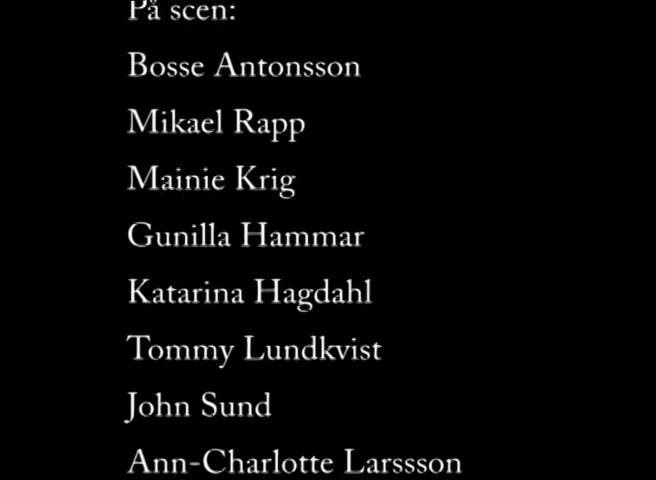 På scen:
Bosse Antonsson
Mikael Rapp
Mainie Krig
Gunilla Hammar
Katarina Hagdahl
Tommy Lundkvist
John Sund
Ann-Charlotte Larssson